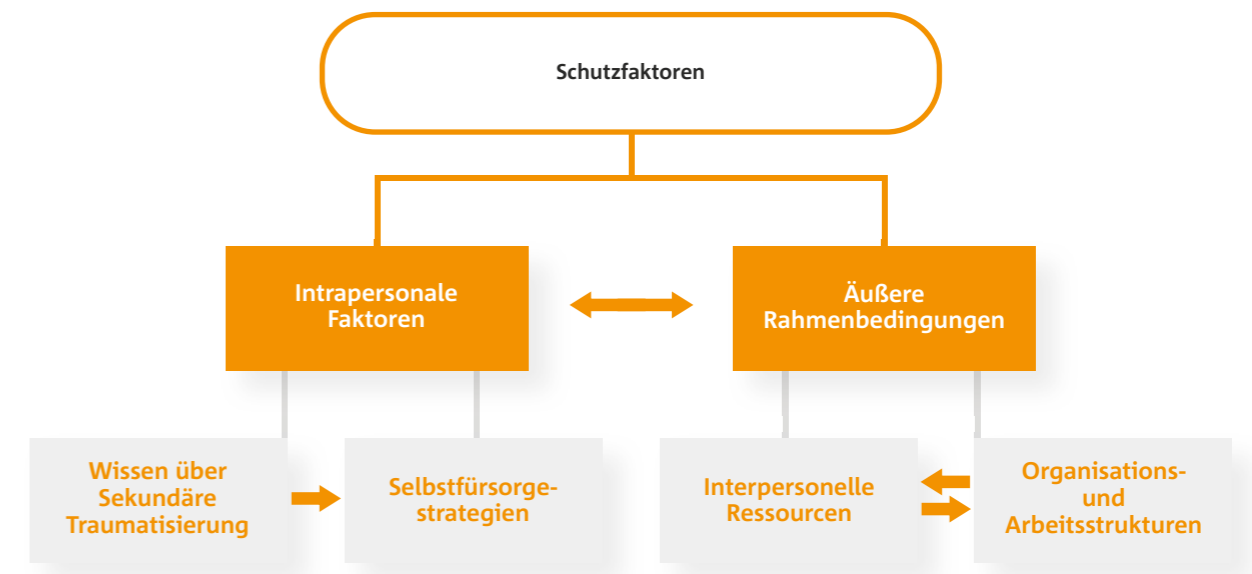 Schutzfaktoren
Intrapersonale
Faktoren
Äußere
Rahmenbedingungen
Wissen über
Sekundäre
Traumatisierung
Selbstfürsorge-
strategien
Interpersonelle
Ressourcen
Organisations-
und
Arbeitsstrukturen